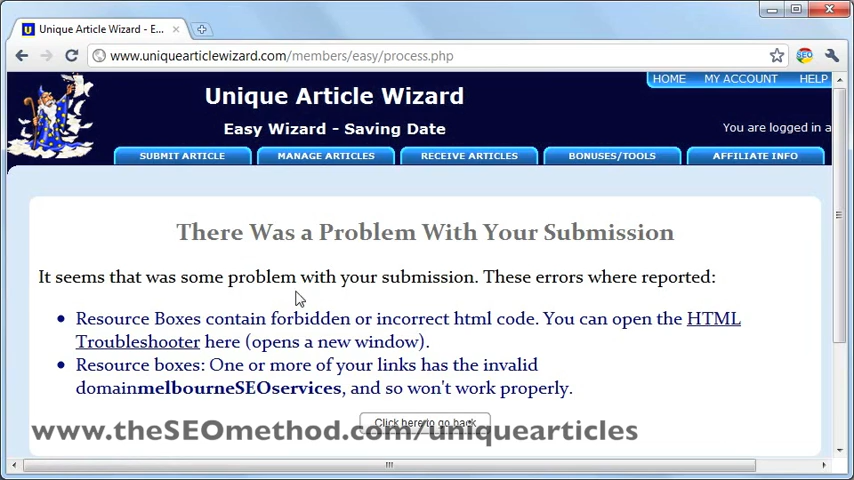 Unique Article Wizard - E...
www.uniquearticlewizard.com/members/easy/process.php
HOME MY ACCOUNT HELP
Unique Article Wizard
Easy Wizard - Saving Date
You are logged in a
SUBMIT ARTICLE MANAGE ARTICLES RECEIVE ARTICLES BONUSES/TOOLS AFFILIATE INFO
There Was a Problem With Your Submission
It seems that was some problem with your submission. These errors where reported:
Resource Boxes contain forbidden or incorrect html code. You can open the HTML
Troubleshooter here (opens a new window).
Resource boxes: One or more of your links has the invalid
domainmelbourneSEOservices, and so won't work properly.
Click here to go back
www.theSEOmethod.com/uniquearticles